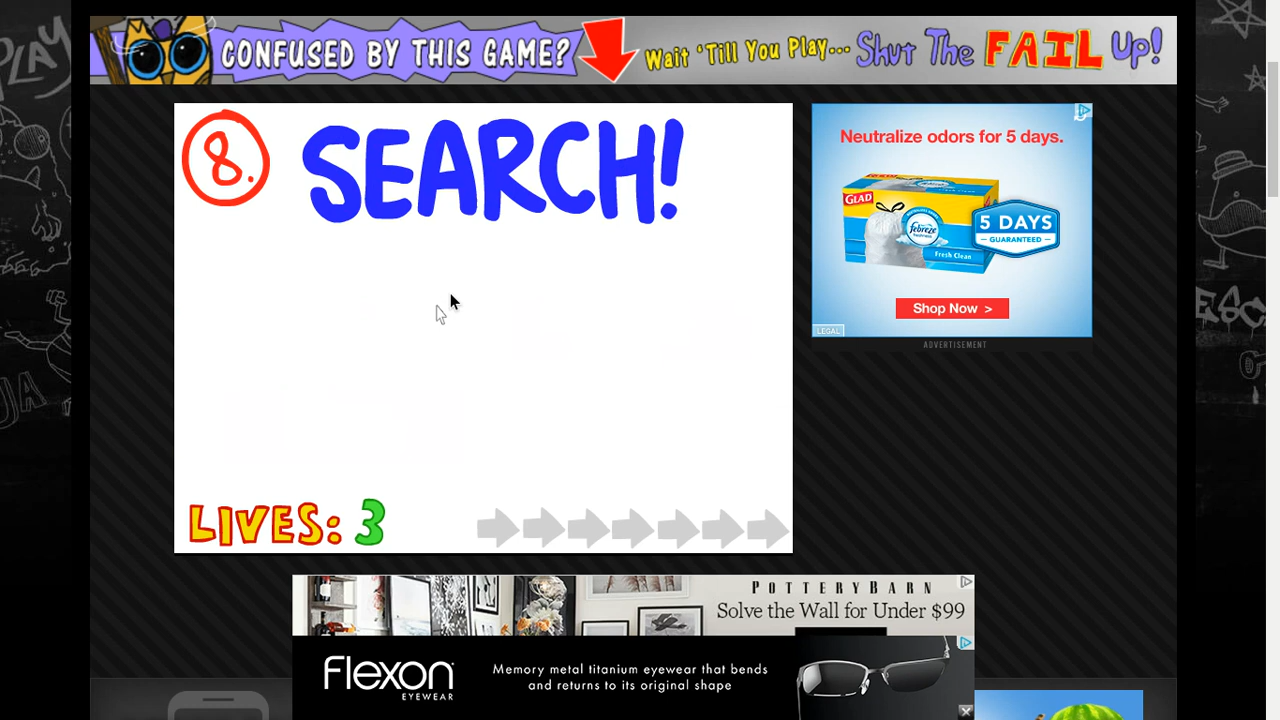 PLAY
CONFUSED BY THIS GAME?
Wait 'Till You Play...
Shut The FAIL Up!
8.
SEARCH!
LIVES: 3
Neutralize odors for 5 days.
GLAD
febreze
Fresh Clean
5 DAYS
GUARANTEED
Shop Now >
LEGAL
ADVERTISEMENT
POTTERYBARN
Solve the Wall for Under $99
Flexon
EYEWEAR
Memory metal titanium eyewear that bends
and returns to its original shape